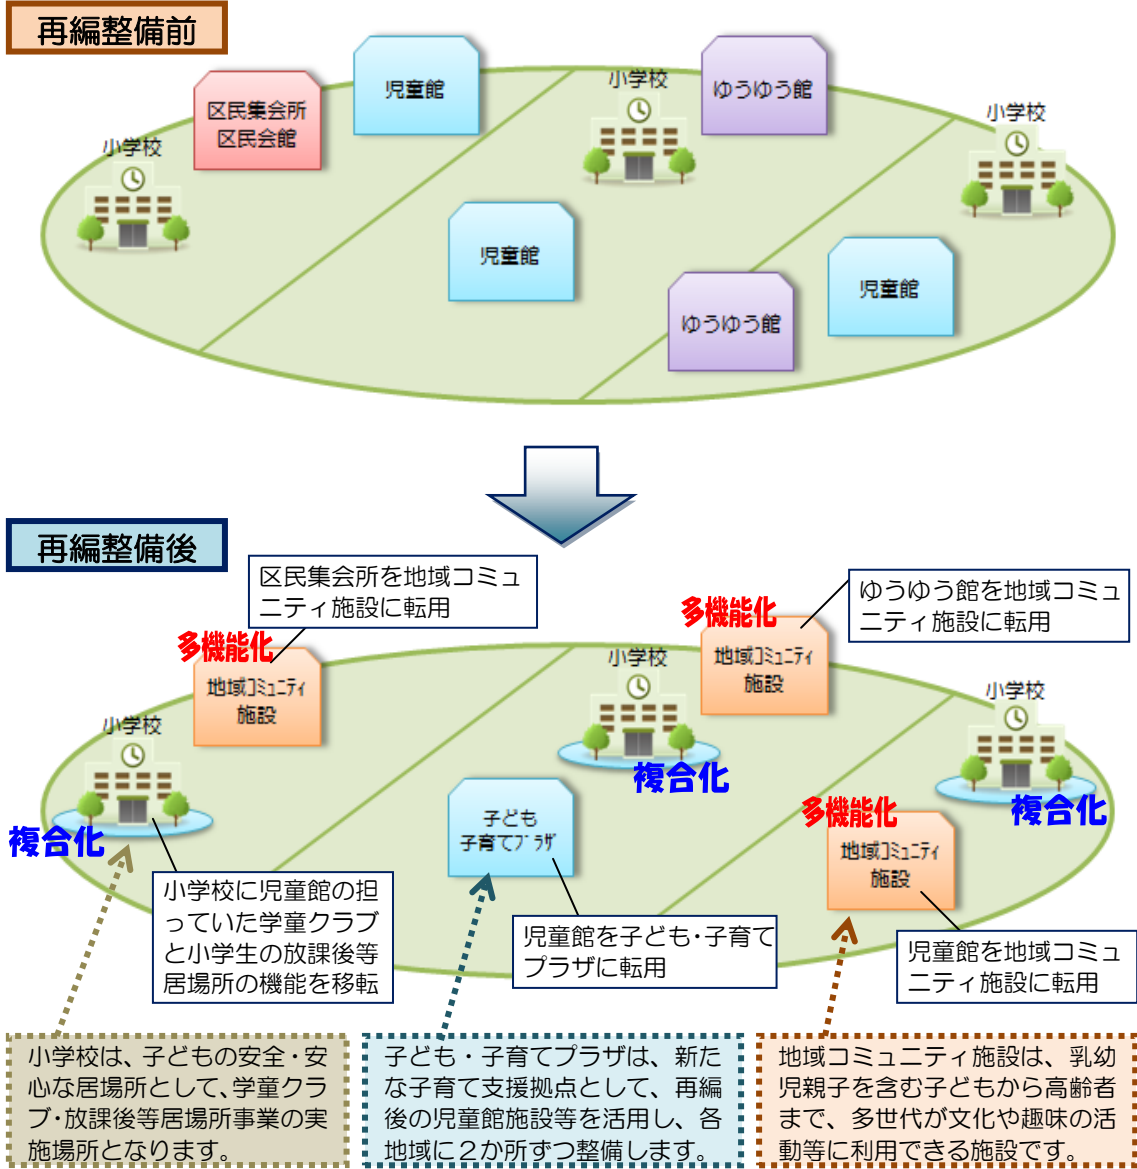 再編整備前
児童館
小学校
ゆうゆう館
区民集会所
区民会館
小学校
小学校
児童館
児童館
ゆうゆう館
再編整備後
区民集会所を地域コミュ
ニティ施設に転用
ゆうゆう館を地域コミュ
ニティ施設に転用
多機能化
地域ｺﾐｭﾆﾃｨ
施設
多機能化
地域ｺﾐｭﾆﾃｨ
施設
小学校
小学校
小学校
複合化
複合化
複合化
子ども
子育てﾌﾟﾗｻﾞ
多機能化
地域ｺﾐｭﾆﾃｨ
施設
小学校に児童館の担
っていた学童クラブ
と小学生の放課後等
居場所の機能を移転
児童館を子ども・子育て
プラザに転用
児童館を地域コミュ
ニティ施設に転用
小学校は、子どもの安全・安
心な居場所として、学童クラ
ブ・放課後等居場所事業の実
施場所となります。
子ども・子育てプラザは、新た
な子育て支援拠点として、再編
後の児童館施設等を活用し、各
地域に２か所ずつ整備します。
地域コミュニティ施設は、乳幼
児親子を含む子どもから高齢者
まで、多世代が文化や趣味の活
動等に利用できる施設です。